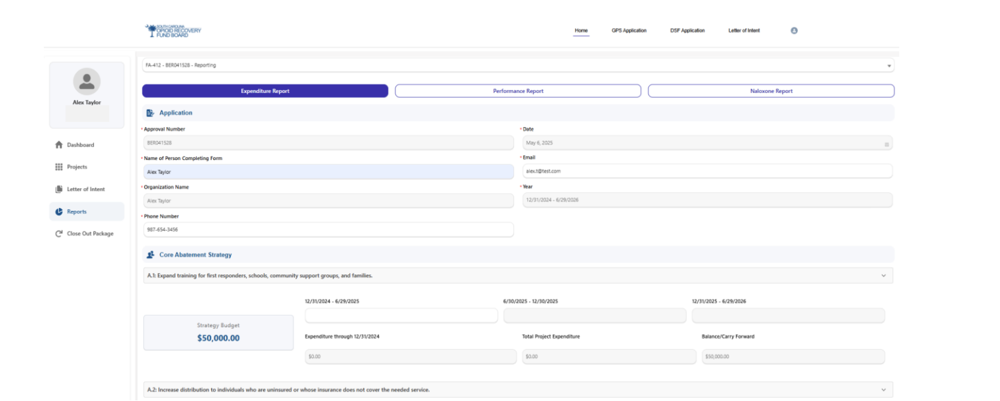 SOUTH CAROLINA
OPIOID RECOVERY
FUND BOARD
Home
GPS Application
DSF Application
Letter of Intent
FA-412 - BER041528 - Reporting
Alex Taylor
Expenditure Report
Performance Report
Naloxone Report
Dashboard
Projects
Letter of Intent
Reports
Close Out Package
Application
* Approval Number
BER041528
* Date
May 6, 2025
* Name of Person Completing Form
Alex Taylor
* Email
alex.t@test.com
* Organization Name
Alex Taylor
* Year
12/31/2024 - 6/29/2026
* Phone Number
987-654-3456
Core Abatement Strategy
A.1: Expand training for first responders, schools, community support groups, and families.
Strategy Budget
$50,000.00
12/31/2024 - 6/29/2025
6/30/2025 - 12/30/2025
12/31/2025 - 6/29/2026
Expenditure through 12/31/2024
$0.00
Total Project Expenditure
$0.00
Balance/Carry Forward
$50,000.00
A.2: Increase distribution to individuals who are uninsured or whose insurance does not cover the needed service.